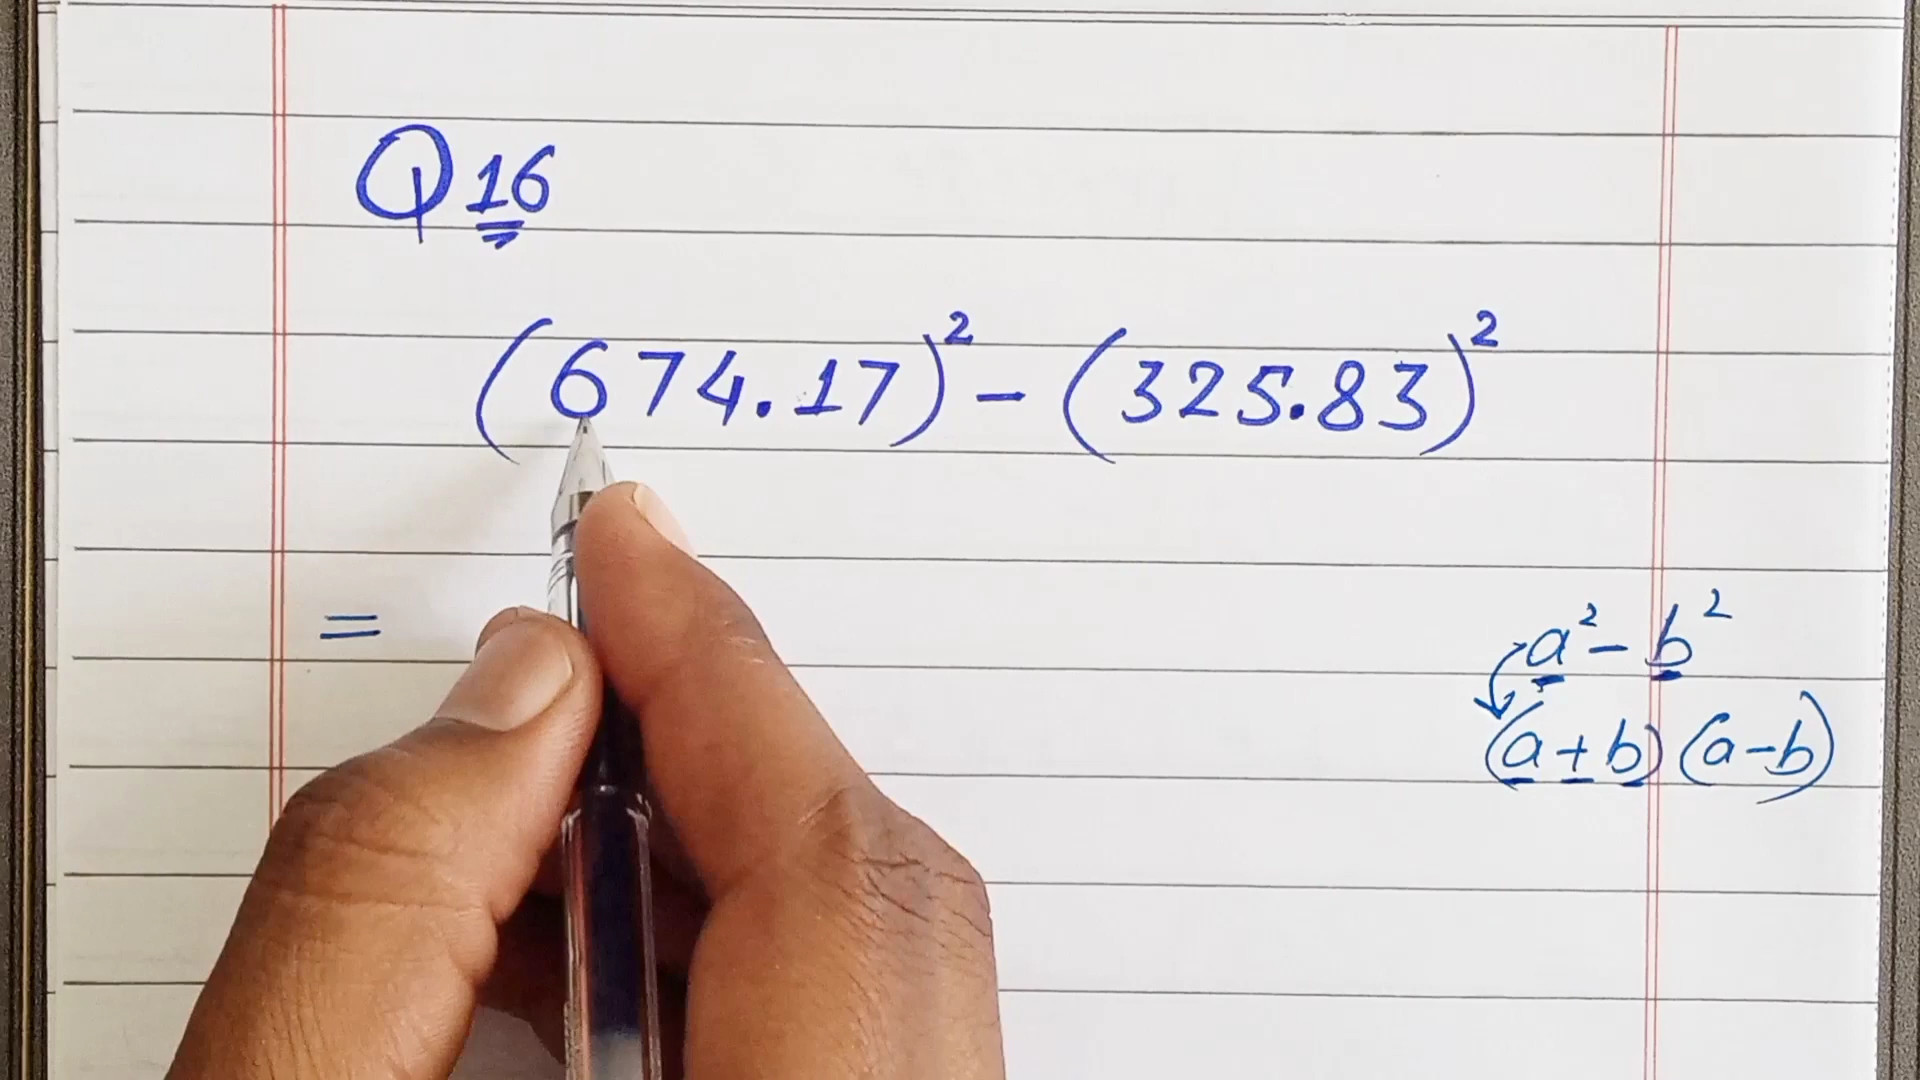 Q16
(674.17)² - (325.83)²
=
a² - b²
(a+b) (a-b)